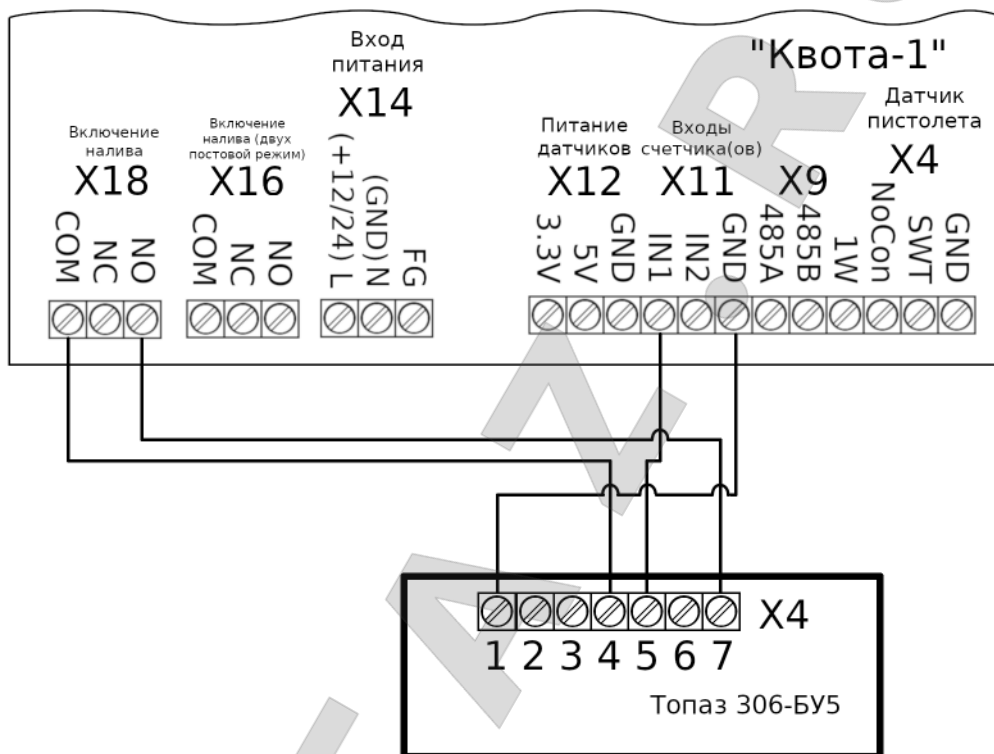 "Квота-1"
Вход
питания
X14
Включение
налива
X18
Включение
налива (двух
постовой режим)
X16
Питание
датчиков
X12
Входы
счетчика(ов)
X11
X9
Датчик
пистолета
X4
COM
NC
NO
COM
NC
NO
(+12/24) L
(GND) N
FG
3.3V
5V
GND
IN1
IN2
GND
485A
485B
1W
NoCon
SWT
GND
X4
1 2 3 4 5 6 7
Топаз 306-БУ5
A Z . R